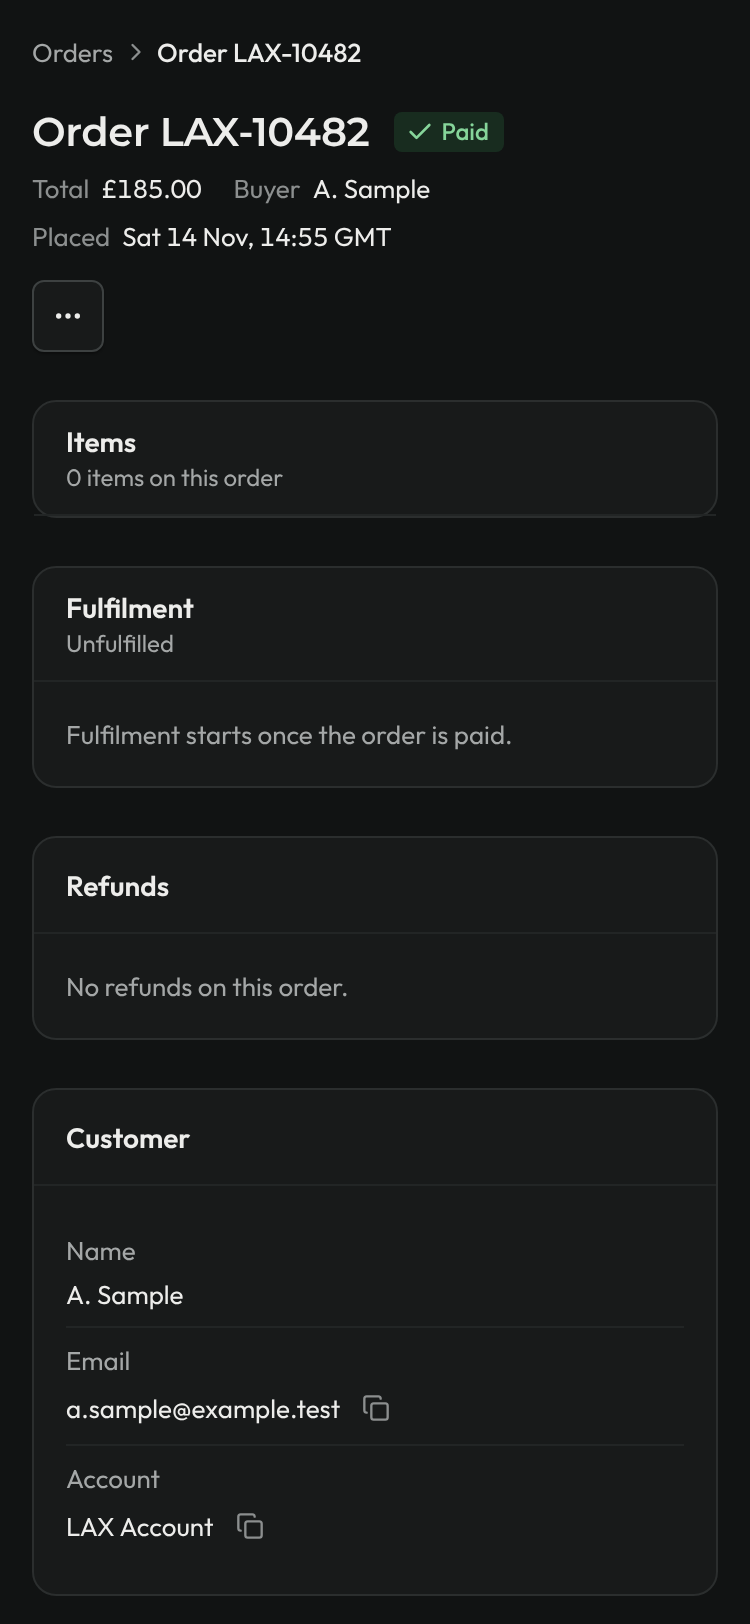 Orders > Order LAX-10482
Order LAX-10482 Paid
Total £185.00 Buyer A. Sample
Placed Sat 14 Nov, 14:55 GMT
...
Items
0 items on this order
Fulfilment
Unfulfilled
Fulfilment starts once the order is paid.
Refunds
No refunds on this order.
Customer
Name
A. Sample
Email
a.sample@example.test
Account
LAX Account